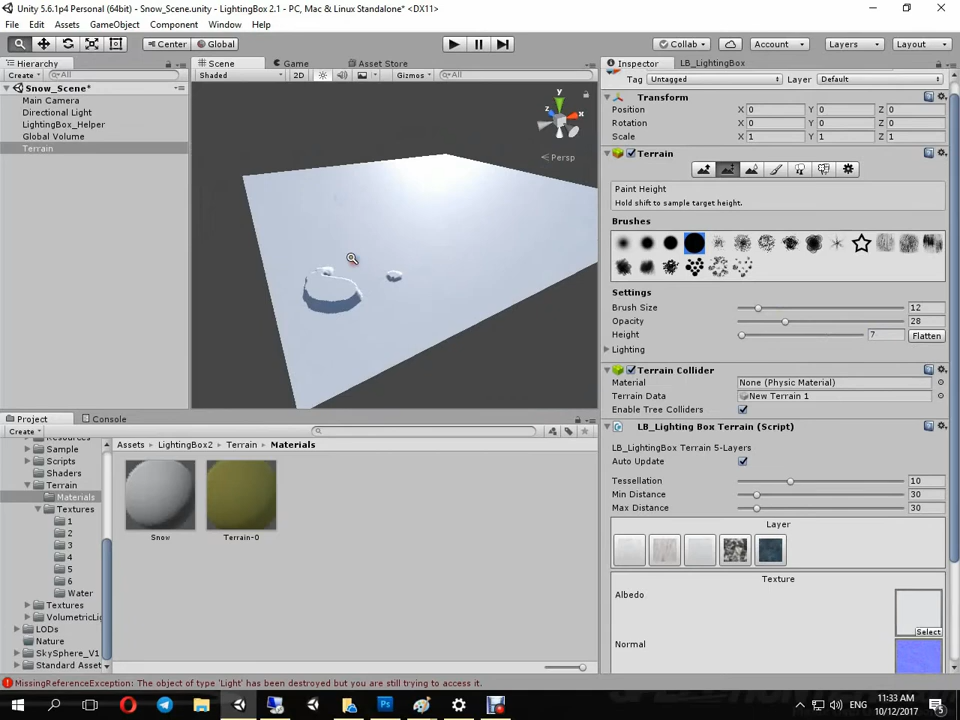 Unity 5.6.1p4 Personal (64bit) - Snow_Scene.unity - LightingBox 2.1 - PC, Mac & Linux Standalone* <DX11>
File Edit Assets GameObject Component Window Help
Center Global Collab Account Layers Layout
Hierarchy
Create All
Snow_Scene*
Main Camera
Directional Light
LightingBox_Helper
Global Volume
Terrain
Scene Game Asset Store
Shaded 2D Gizmos All
y
x
z
Persp
Inspector LB_LightingBox
Tag Untagged Layer Default
Transform
Position X 0 Y 0 Z 0
Rotation X 0 Y 0 Z 0
Scale X 1 Y 1 Z 1
Terrain
Paint Height
Hold shift to sample target height.
Brushes
Settings
Brush Size 12
Opacity 28
Height 7 Flatten
Lighting
Terrain Collider
Material None (Physic Material)
Terrain Data New Terrain 1
Enable Tree Colliders
LB_Lighting Box Terrain (Script)
LB_LightingBox Terrain 5-Layers
Auto Update
Tessellation 10
Min Distance 30
Max Distance 30
Layer
Texture
Albedo
Select
Normal
Project Console
Create
Resources
Sample
Scripts
Shaders
Terrain
Materials
Textures
1
2
3
4
5
6
Water
Textures
VolumetricLig
LODs
Nature
SkySphere_V1
Standard Asset
Assets LightingBox2 Terrain Materials
Snow Terrain-0
MissingReferenceException: The object of type 'Light' has been destroyed but you are still trying to access it.
ENG
11:33 AM
10/12/2017
5